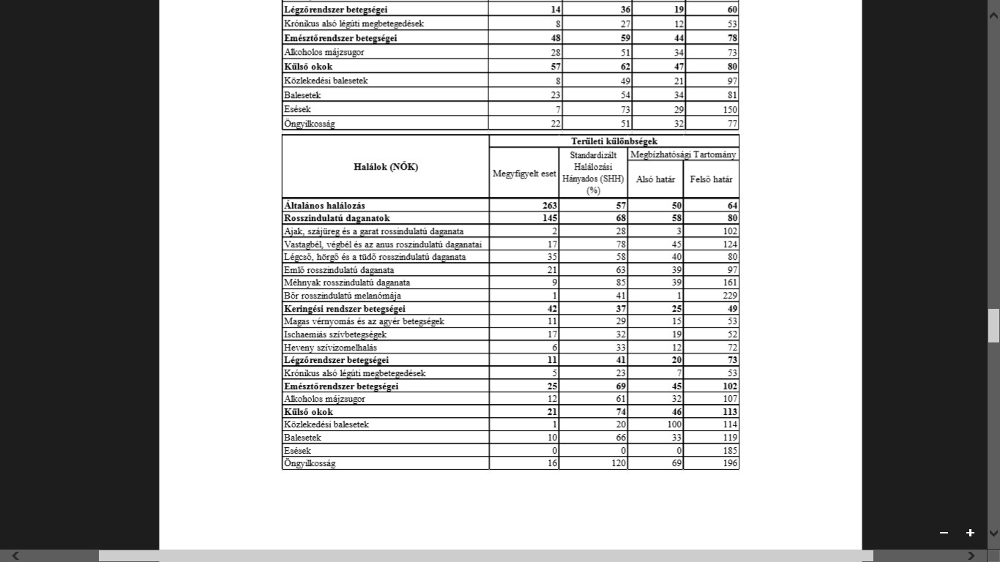 Légzőrendszer betegségei 14 36 19 60
Krónikus alsó légúti megbetegedések 8 27 12 53
Emésztőrendszer betegségei 48 59 44 78
Alkoholos májzsugor 28 51 34 73
Külső okok 57 62 47 80
Közlekedési balesetek 8 49 21 97
Balesetek 23 54 34 81
Esések 7 73 29 150
Öngyilkosság 22 51 32 77
Területi különbségek
Halálok (NŐK)
Megyfigyelt eset
Standardizált
Halálozási
Hányados (SHH)
(%)
Megbízhatósági Tartomány
Alsó határ
Felső határ
Általános halálozás 263 57 50 64
Rosszindulatú daganatok 145 68 58 80
Ajak, szájüreg és a garat rossindulatú daganata 2 28 3 102
Vastagbél, végbél és az anus roszindulatú daganatai 17 78 45 124
Légcső, hörgő és a tüdő rosszindulatú daganata 35 58 40 80
Emlő rosszindulatú daganata 21 63 39 97
Méhnyak rosszindulatú daganata 9 85 39 161
Bőr rosszindulatú melanómája 1 41 1 229
Keringési rendszer betegségei 42 37 25 49
Magas vérnyomás és az agyér betegségek 11 29 15 53
Ischaemiás szívbetegségek 17 32 19 52
Heveny szívizomelhalás 6 33 12 72
Légzőrendszer betegségei 11 41 20 73
Krónikus alsó légúti megbetegedések 5 23 7 53
Emésztőrendszer betegségei 25 69 45 102
Alkoholos májzsugor 12 61 32 107
Külső okok 21 74 46 113
Közlekedési balesetek 1 20 100 114
Balesetek 10 66 33 119
Esések 0 0 0 185
Öngyilkosság 16 120 69 196